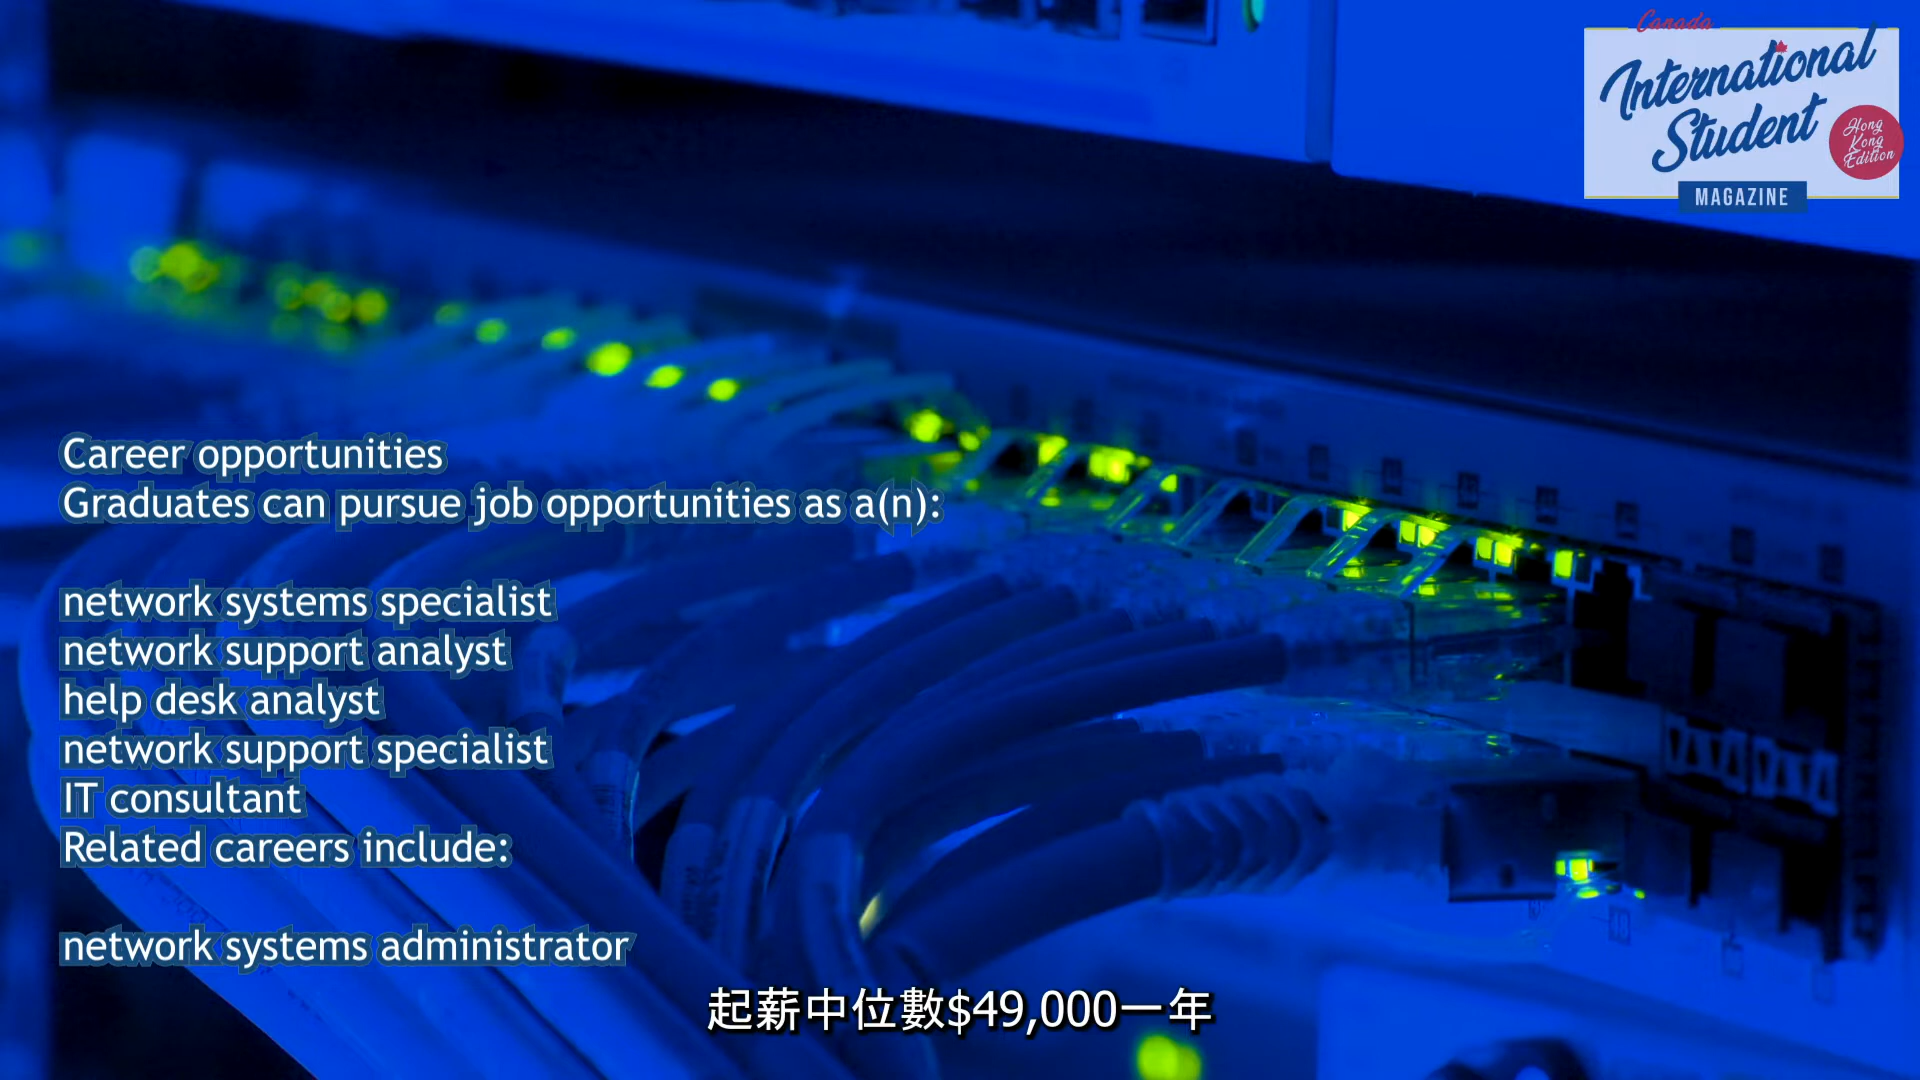 Canada
International
Student
Hong
Kong
Edition
MAGAZINE
Career opportunities
Graduates can pursue job opportunities as a(n):
network systems specialist
network support analyst
help desk analyst
network support specialist
IT consultant
Related careers include:
network systems administrator
起薪中位數$49,000一年